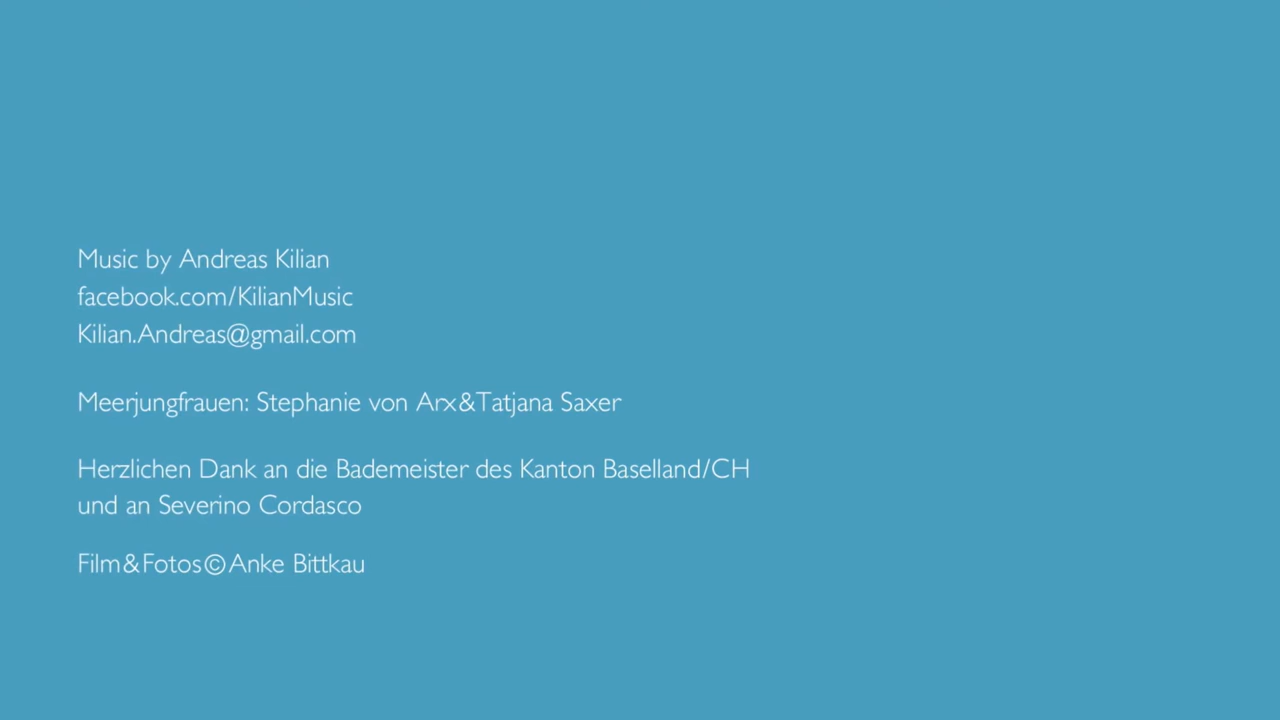 Music by Andreas Kilian
facebook.com/KilianMusic
Kilian.Andreas@gmail.com
Meerjungfrauen: Stephanie von Arx&Tatjana Saxer
Herzlichen Dank an die Bademeister des Kanton Baselland/CH
und an Severino Cordasco
Film&Fotos©Anke Bittkau